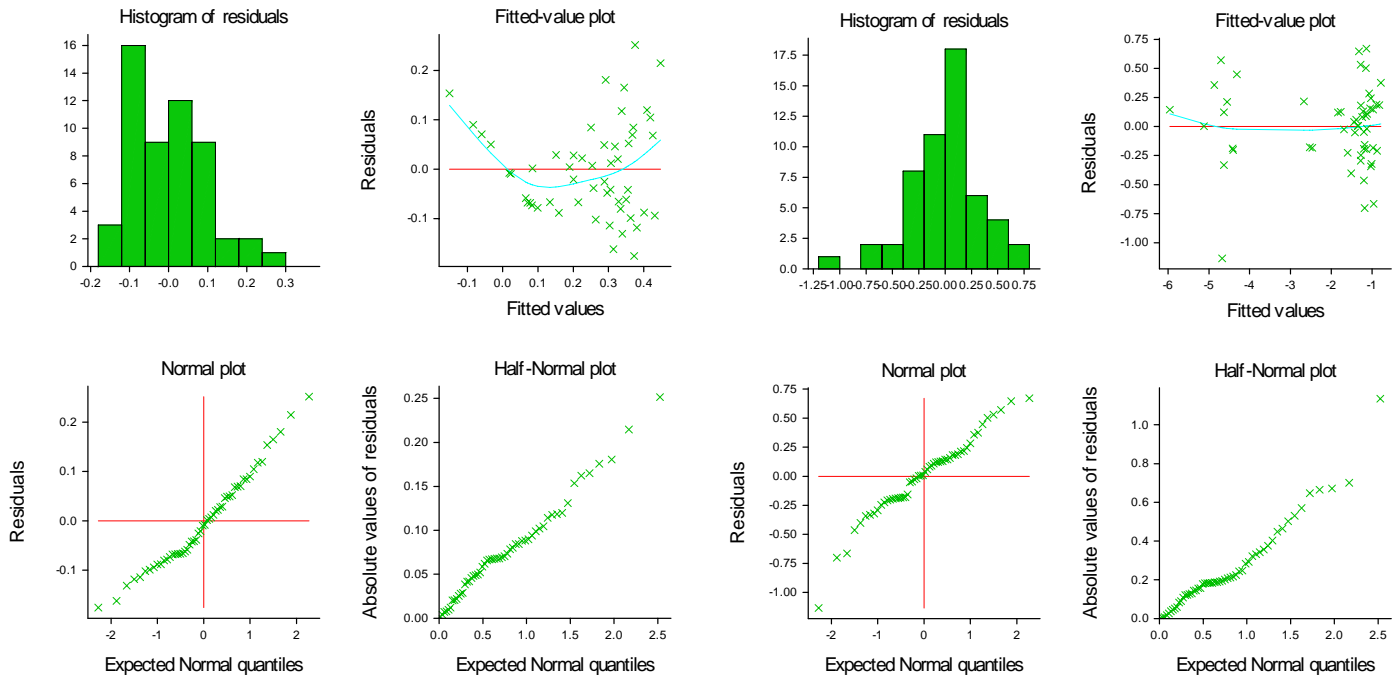 Histogram of residuals
16
14
12
10
8
6
4
2
0
-0.2 -0.1 -0.0 0.1 0.2 0.3
Fitted-value plot
Residuals
0.2
0.1
0.0
-0.1
-0.1 0.0 0.1 0.2 0.3 0.4
Fitted values
Histogram of residuals
17.5
15.0
12.5
10.0
7.5
5.0
2.5
0.0
-1.25 -1.00 -0.75 -0.50 -0.25 0.00 0.25 0.50 0.75
Fitted-value plot
Residuals
0.75
0.50
0.25
0.00
-0.25
-0.50
-0.75
-1.00
-6 -5 -4 -3 -2 -1
Fitted values
Normal plot
Residuals
0.2
0.1
0.0
-0.1
-2 -1 0 1 2
Expected Normal quantiles
Half-Normal plot
Absolute values of residuals
0.25
0.20
0.15
0.10
0.05
0.00
0.0 0.5 1.0 1.5 2.0 2.5
Expected Normal quantiles
Normal plot
Residuals
0.75
0.50
0.25
0.00
-0.25
-0.50
-0.75
-1.00
-2 -1 0 1 2
Expected Normal quantiles
Half-Normal plot
Absolute values of residuals
1.0
0.8
0.6
0.4
0.2
0.0
0.0 0.5 1.0 1.5 2.0 2.5
Expected Normal quantiles